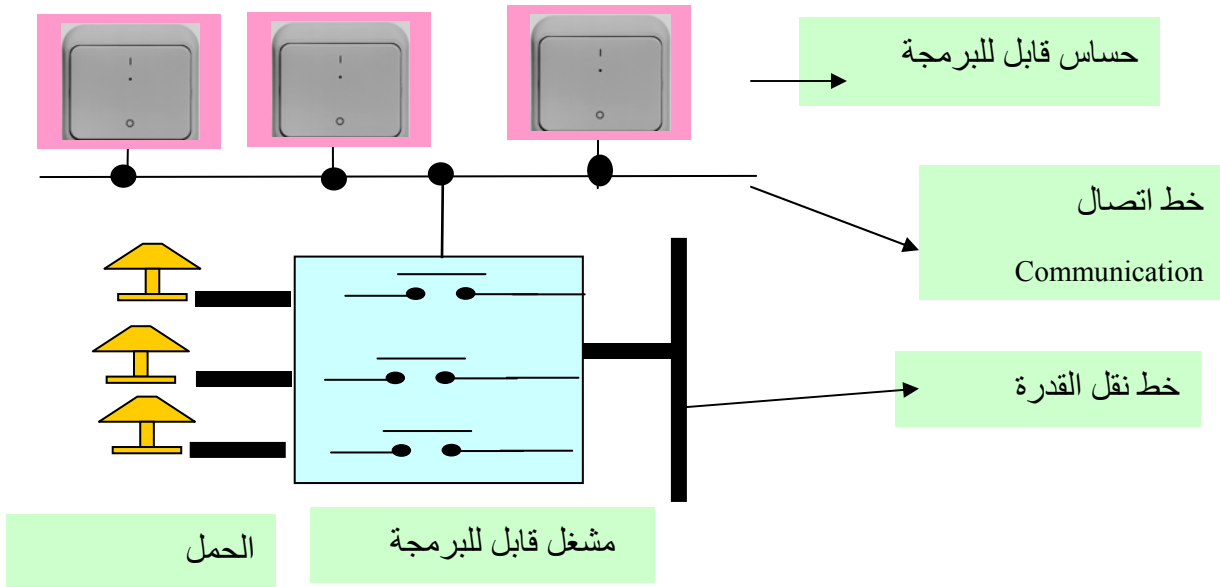 حساس قابل للبرمجة
خط اتصال
Communication
خط نقل القدرة
مشغل قابل للبرمجة
الحمل